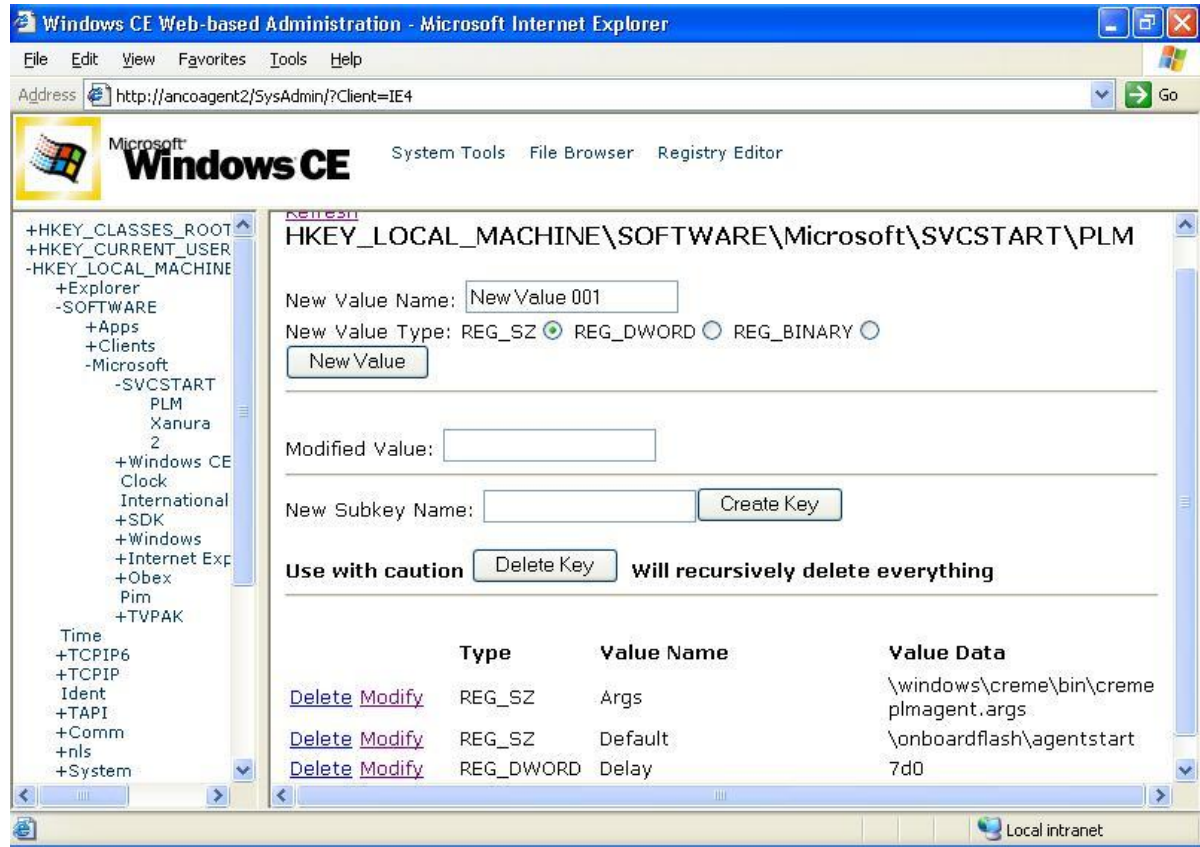 Windows CE Web-based Administration - Microsoft Internet Explorer
File Edit View Favorites Tools Help
Address http://ancoagent2/SysAdmin/?Client=IE4 Go
Microsoft
Windows CE System Tools File Browser Registry Editor
+HKEY_CLASSES_ROOT
+HKEY_CURRENT_USER
-HKEY_LOCAL_MACHINE
+Explorer
-SOFTWARE
+Apps
+Clients
-Microsoft
-SVCSTART
PLM
Xanura
2
+Windows CE
Clock
International
+SDK
+Windows
+Internet Exp
+Obex
Pim
+TVPAK
Time
+TCPIP6
+TCPIP
Ident
+TAPI
+Comm
+nls
+System
Refresh
HKEY_LOCAL_MACHINE\SOFTWARE\Microsoft\SVCSTART\PLM
New Value Name: New Value 001
New Value Type: REG_SZ REG_DWORD REG_BINARY
New Value
Modified Value:
New Subkey Name: Create Key
Use with caution Delete Key Will recursively delete everything
Type Value Name Value Data
Delete Modify REG_SZ Args \windows\creme\bin\creme
plmagent.args
Delete Modify REG_SZ Default \onboardflash\agentstart
Delete Modify REG_DWORD Delay 7d0
Local intranet